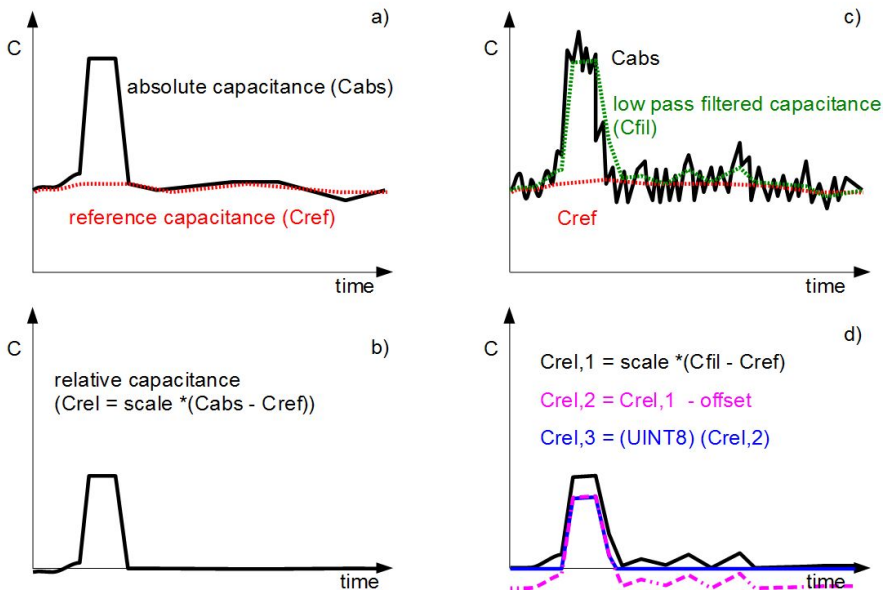 a)
C
absolute capacitance (Cabs)
reference capacitance (Cref)
time
c)
C
Cabs
low pass filtered capacitance
(Cfil)
Cref
time
b)
C
relative capacitance
(Crel = scale *(Cabs - Cref))
time
d)
C
Crel,1 = scale *(Cfil - Cref)
Crel,2 = Crel,1 - offset
Crel,3 = (UINT8) (Crel,2)
time